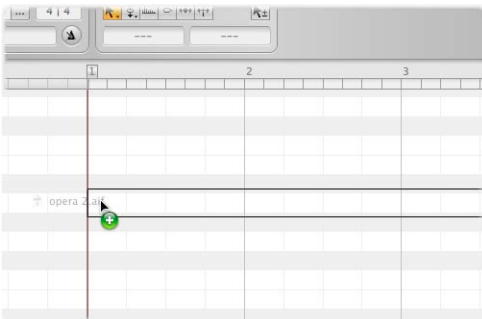 ... 4|4
--- ---
1 2 3
opera 2.aif